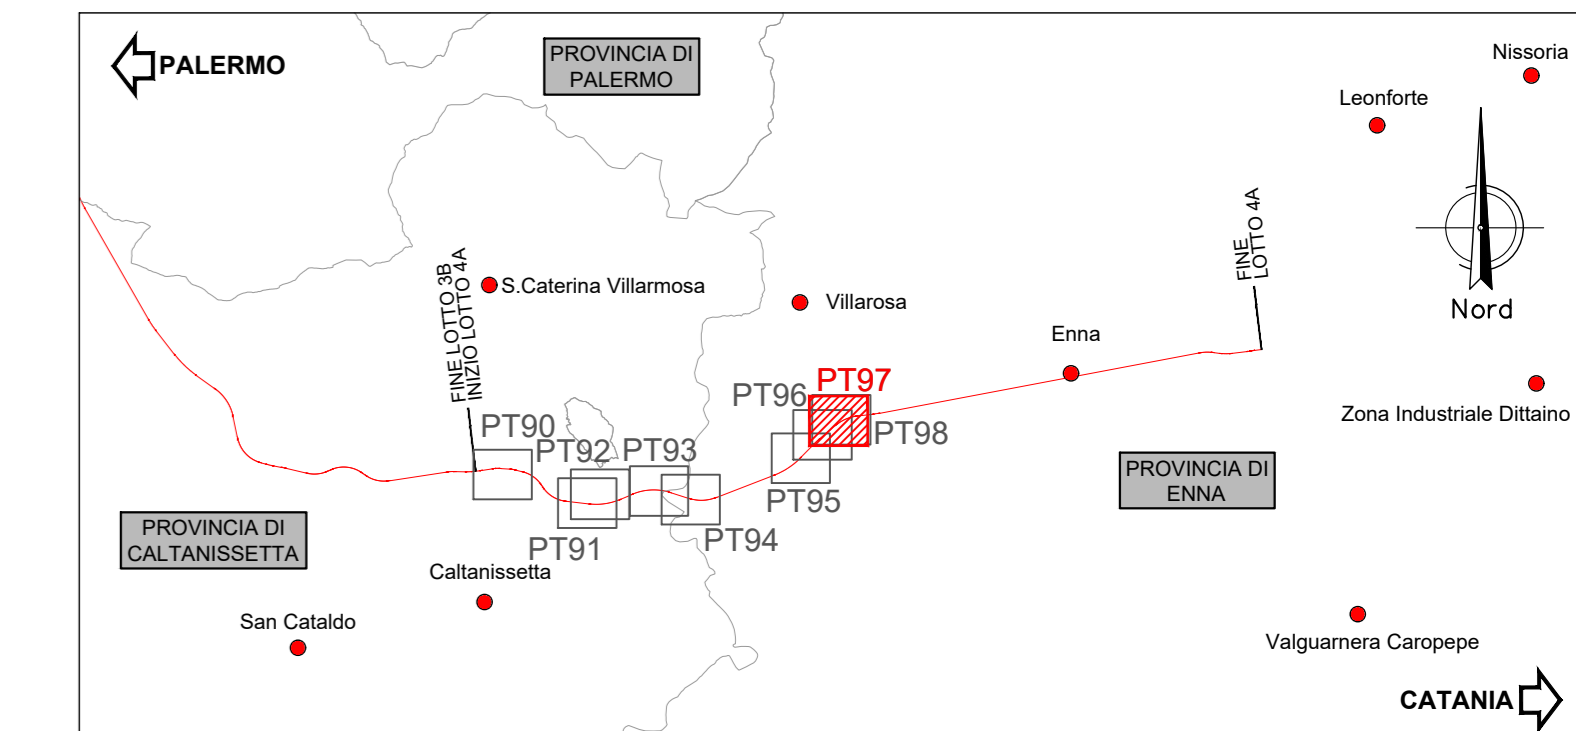 PALERMO
PROVINCIA DI
PALERMO
Nissoria
Leonforte
Nord
FINE LOTTO 3B
INIZIO LOTTO 4A
S.Caterina Villarmosa
Villarosa
Enna
FINE
LOTTO 4A
Zona Industriale Dittaino
PT90
PT92
PT93
PT96
PT97
PT98
PT91
PT94
PT95
PROVINCIA DI
ENNA
PROVINCIA DI
CALTANISSETTA
Caltanissetta
San Cataldo
Valguarnera Caropepe
CATANIA